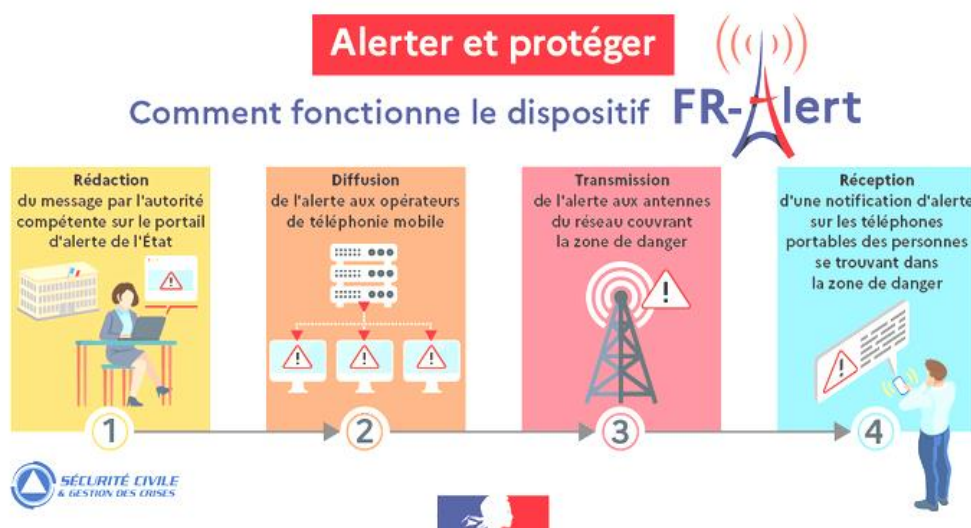 Alerter et protéger
Comment fonctionne le dispositif FR-Alert
Rédaction
du message par l'autorité
compétente sur le portail
d'alerte de l'État
Diffusion
de l'alerte aux opérateurs
de téléphonie mobile
Transmission
de l'alerte aux antennes
du réseau couvrant
la zone de danger
Réception
d'une notification d'alerte
sur les téléphones
portables des personnes
se trouvant dans
la zone de danger
1
2
3
4
SÉCURITÉ CIVILE
& GESTION DES CRISES